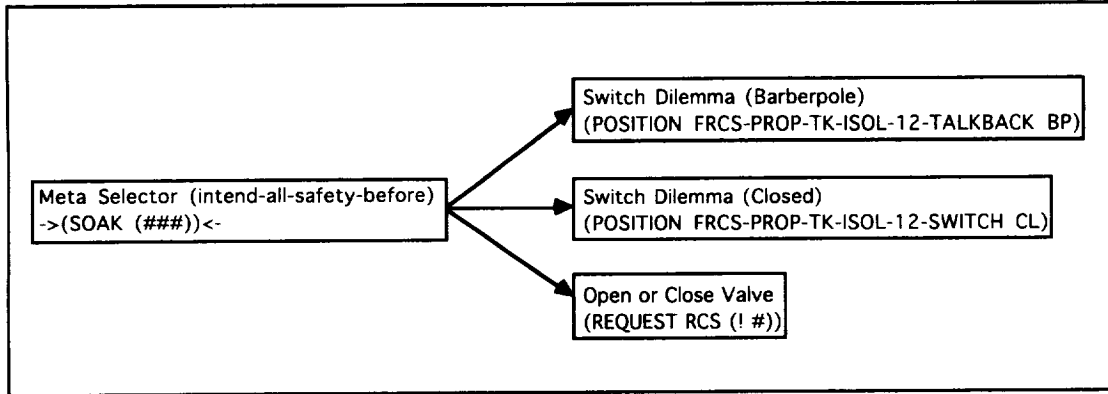 Switch Dilemma (Barberpole)
(POSITION FRCS-PROP-TK-ISOL-12-TALKBACK BP)
Meta Selector (intend-all-safety-before)
->(SOAK (###))<-
Switch Dilemma (Closed)
(POSITION FRCS-PROP-TK-ISOL-12-SWITCH CL)
Open or Close Valve
(REQUEST RCS (! #))